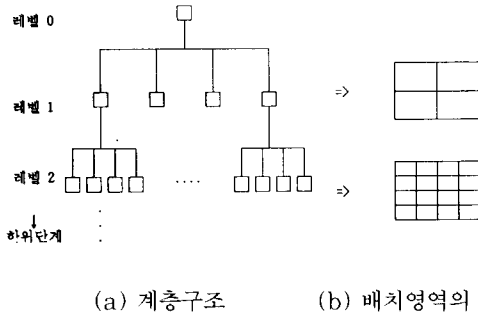 레벨 0
레벨 1
=>
레벨 2
....
=>
하위단계
(a) 계층구조
(b) 배치영역의